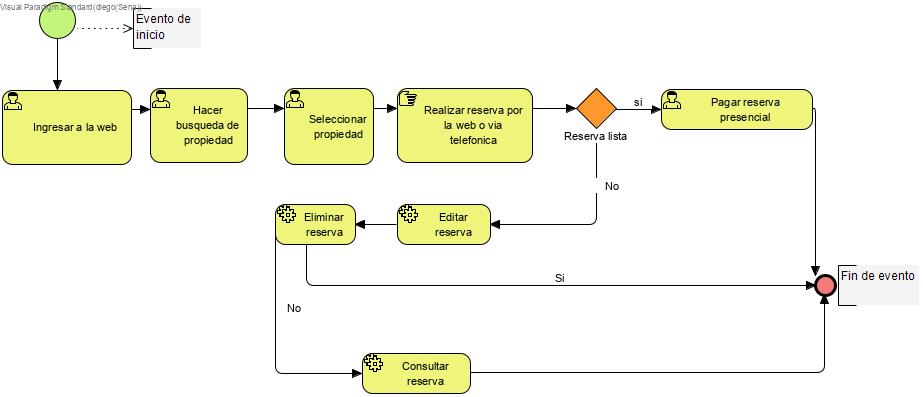 Visual Paradigm Standard(diego(Sena))
Evento de
inicio
Ingresar a la web
Hacer
busqueda de
propiedad
Seleccionar
propiedad
Realizar reserva por
la web o via
telefonica
Reserva lista
si
Pagar reserva
presencial
No
Eliminar
reserva
Editar
reserva
Si
Fin de evento
No
Consultar
reserva